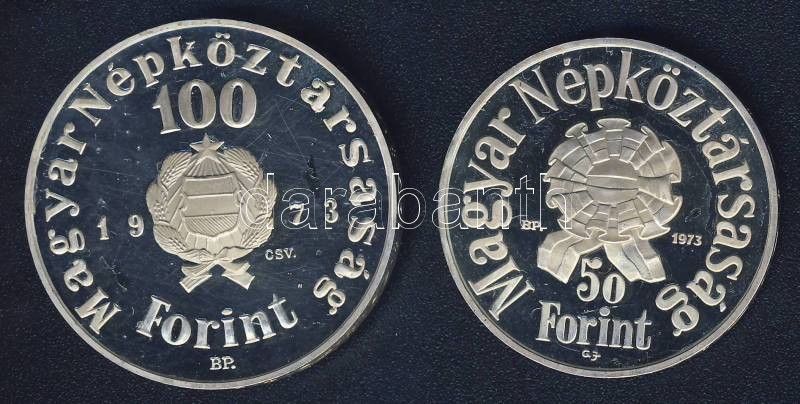 Magyar Népköztársaság
100
1973
CSV.
Forint
BP.
Magyar Népköztársaság
BP.
1973
50
Forint
G.J.
darabanth